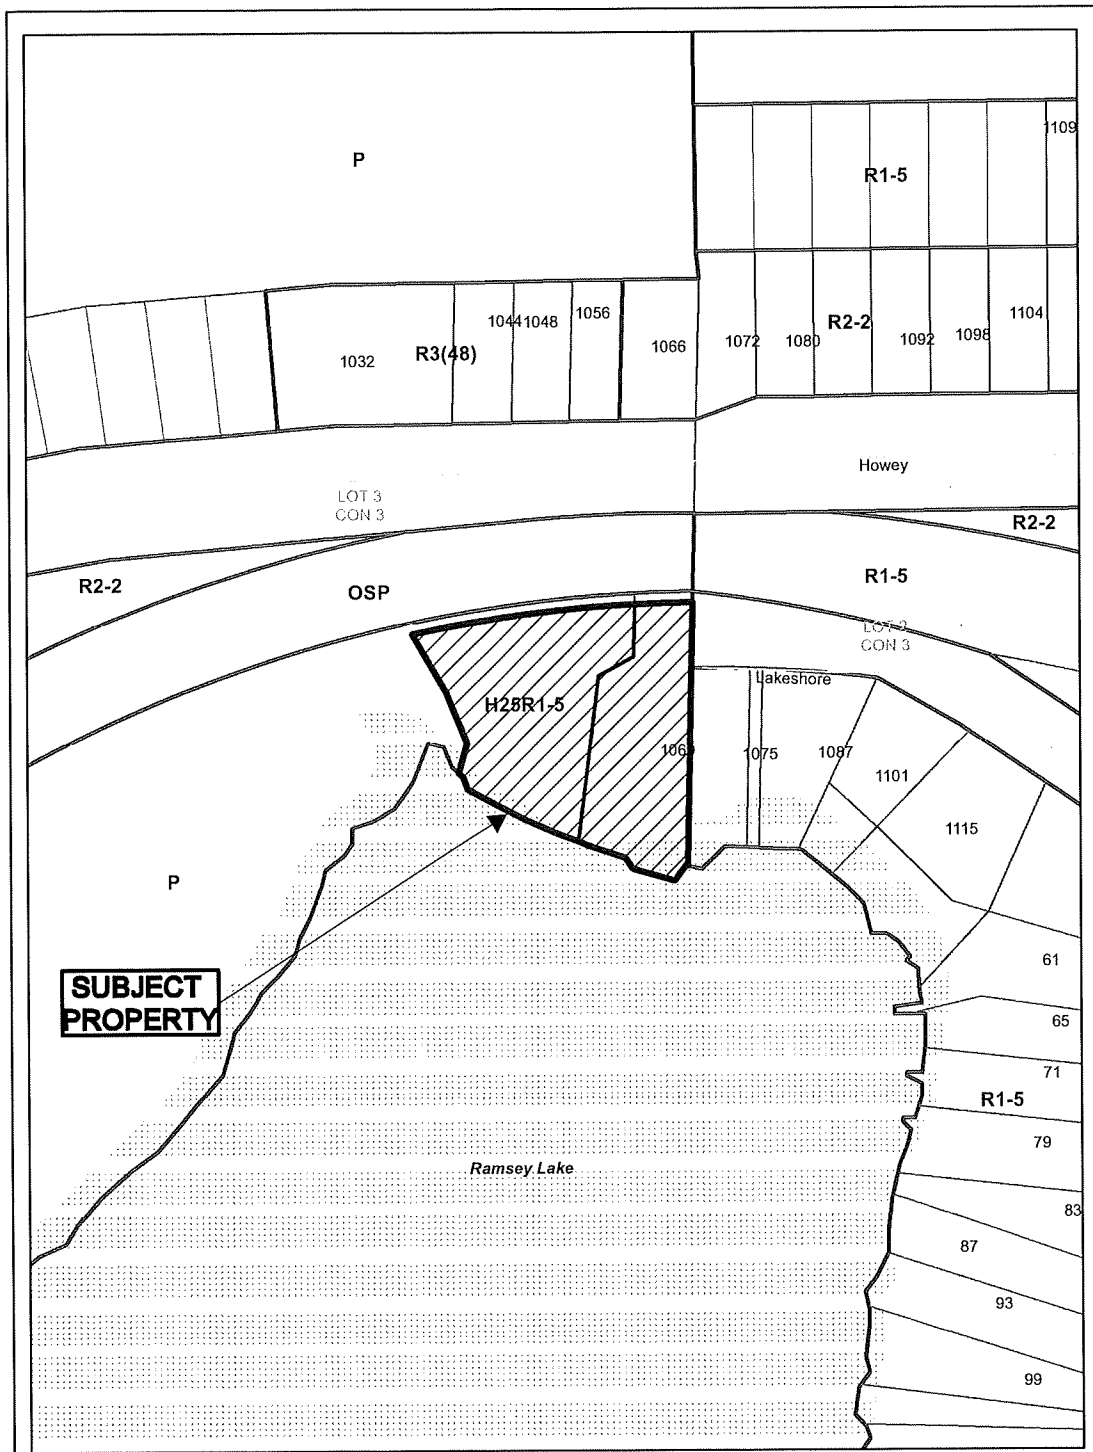 1109
P
R1-5
1056
1104
1044
1048
R2-2
1098
1072
1080
1092
1066
R3(48)
1032
Howey
LOT 3
CON 3
R2-2
R1-5
R2-2
OSP
CON 3
Lakeshore
H25R1-5
1075
1087
1101
1115
P
61
SUBJECT
PROPERTY
65
71
R1-5
79
Ramsey Lake
83
87
93
99